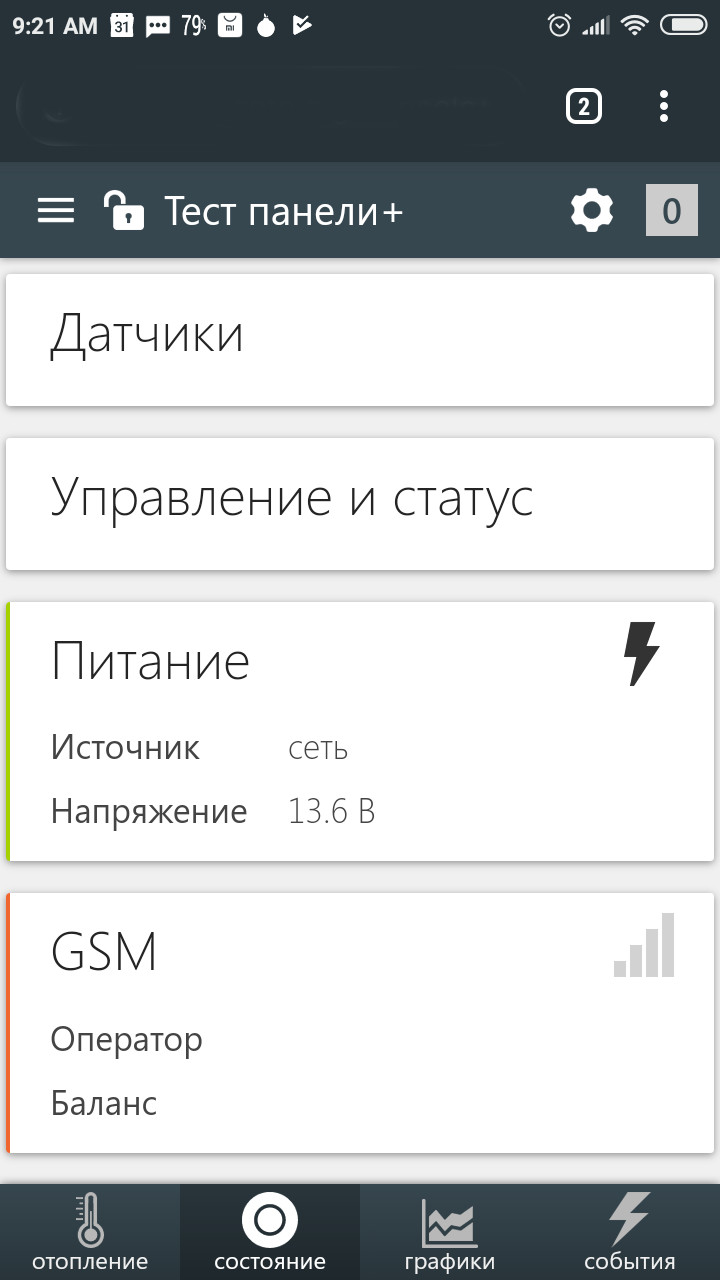 9:21 AM 31 79% MI
2
Тест панели+ 0
Датчики
Управление и статус
Питание
Источник сеть
Напряжение 13.6 В
GSM
Оператор
Баланс
отопление состояние графики события